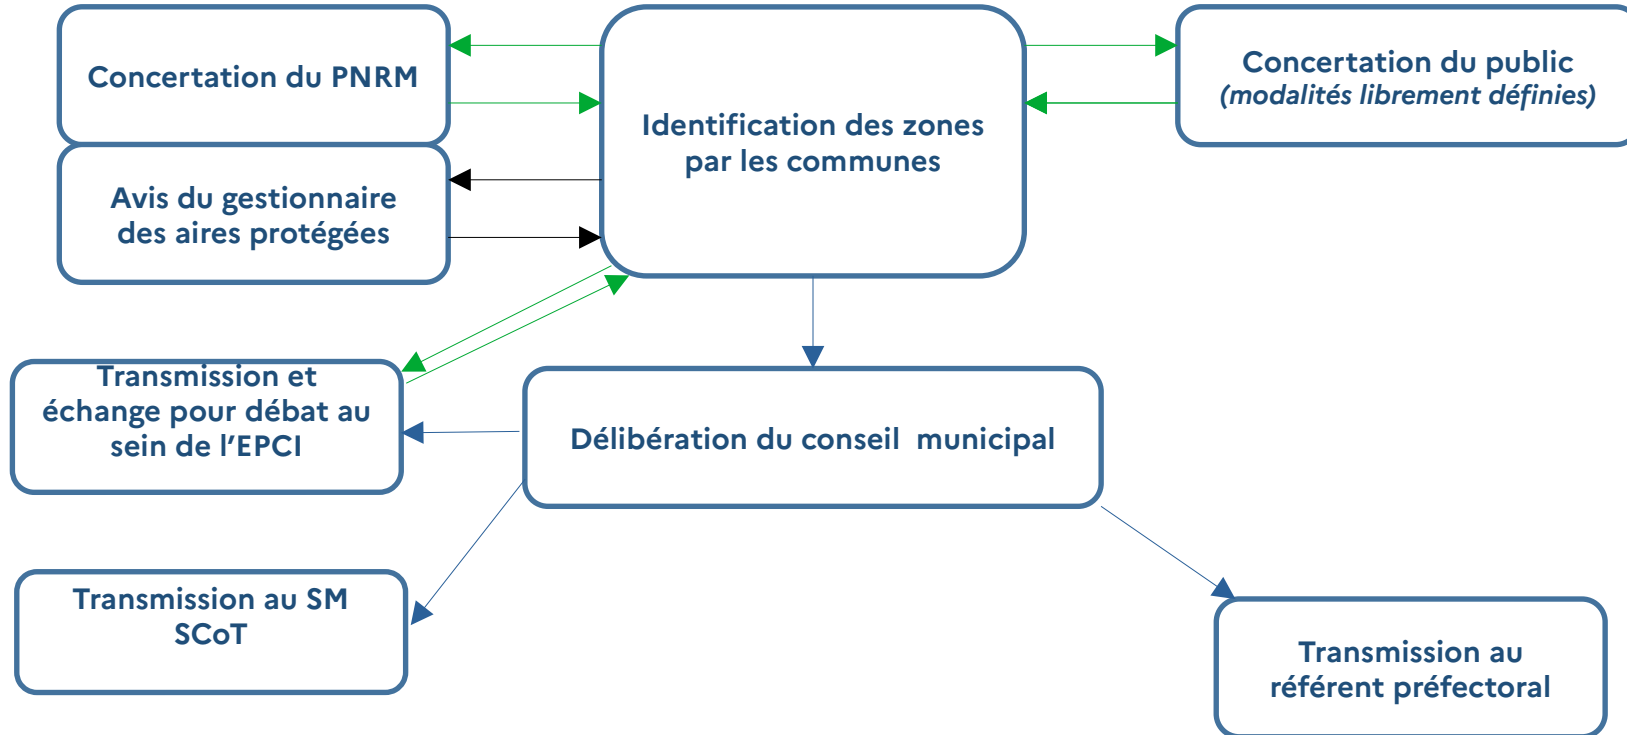 Concertation du PNRM
Concertation du public
(modalités librement définies)
Identification des zones
par les communes
Avis du gestionnaire
des aires protégées
Transmission et
échange pour débat au
sein de l’EPCI
Délibération du conseil  municipal
Transmission au SM
SCoT
Transmission au
référent préfectoral